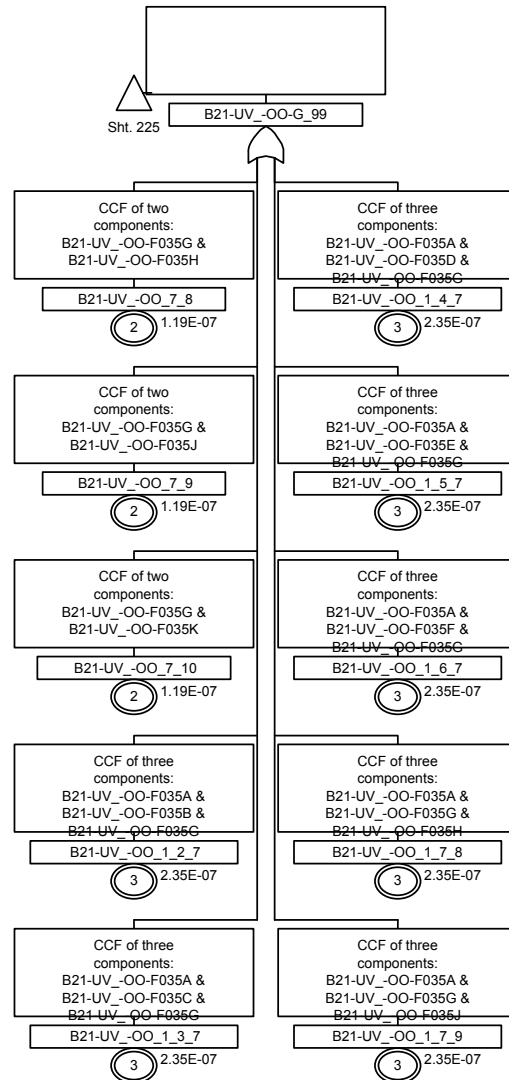 Sht. 225
B21-UV_-OO-G_99
CCF of two
components:
B21-UV_-OO-F035G &
B21-UV_-OO-F035H
B21-UV_-OO_7_8
2
1.19E-07
CCF of two
components:
B21-UV_-OO-F035G &
B21-UV_-OO-F035J
B21-UV_-OO_7_9
2
1.19E-07
CCF of two
components:
B21-UV_-OO-F035G &
B21-UV_-OO-F035K
B21-UV_-OO_7_10
2
1.19E-07
CCF of three
components:
B21-UV_-OO-F035A &
B21-UV_-OO-F035B &
B21-UV_-OO-F035G
B21-UV_-OO_1_2_7
3
2.35E-07
CCF of three
components:
B21-UV_-OO-F035A &
B21-UV_-OO-F035C &
B21-UV_-OO-F035G
B21-UV_-OO_1_3_7
3
2.35E-07
CCF of three
components:
B21-UV_-OO-F035A &
B21-UV_-OO-F035D &
B21-UV_-OO-F035G
B21-UV_-OO_1_4_7
3
2.35E-07
CCF of three
components:
B21-UV_-OO-F035A &
B21-UV_-OO-F035E &
B21-UV_-OO-F035G
B21-UV_-OO_1_5_7
3
2.35E-07
CCF of three
components:
B21-UV_-OO-F035A &
B21-UV_-OO-F035F &
B21-UV_-OO-F035G
B21-UV_-OO_1_6_7
3
2.35E-07
CCF of three
components:
B21-UV_-OO-F035A &
B21-UV_-OO-F035G &
B21-UV_-OO-F035H
B21-UV_-OO_1_7_8
3
2.35E-07
CCF of three
components:
B21-UV_-OO-F035A &
B21-UV_-OO-F035G &
B21-UV_-OO-F035J
B21-UV_-OO_1_7_9
3
2.35E-07